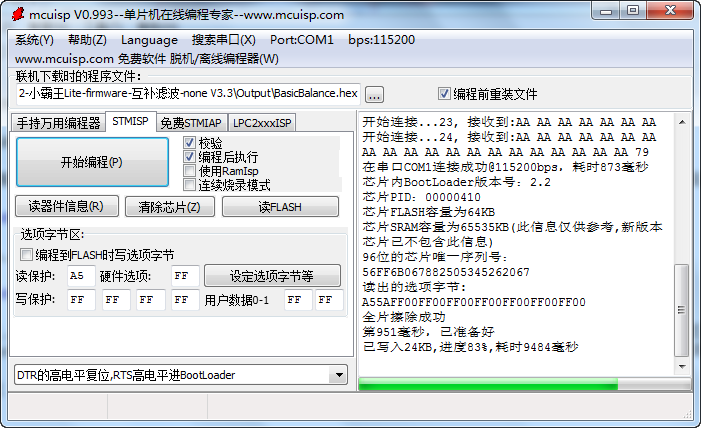 mcuisp V0.993--单片机在线编程专家--www.mcuisp.com
系统(Y) 帮助(Z) Language 搜索串口(X) Port:COM1 bps:115200
www.mcuisp.com 免费软件 脱机/离线编程器(W)
联机下载时的程序文件:
2-小霸王Lite-firmware-互补滤波-none V3.3\Output\BasicBalance.hex ... 编程前重装文件
手持万用编程器 STMISP 免费STMIAP LPC2xxxISP
开始编程(P)
校验
编程后执行
使用RamIsp
连续烧录模式
读器件信息(R) 清除芯片(Z) 读FLASH
选项字节区:
编程到FLASH时写选项字节
读保护: A5 硬件选项: FF 设定选项字节等
写保护: FF FF FF FF 用户数据0-1 FF FF
DTR的高电平复位,RTS高电平进BootLoader
开始连接...23, 接收到:AA AA AA AA AA AA AA
开始连接...24, 接收到:AA AA AA AA AA AA AA
AA AA AA AA AA AA AA AA AA AA AA AA AA 79
在串口COM1连接成功@115200bps, 耗时873毫秒
芯片内BootLoader版本号: 2.2
芯片PID: 00000410
芯片FLASH容量为64KB
芯片SRAM容量为65535KB(此信息仅供参考,新版本
芯片已不包含此信息)
96位的芯片唯一序列号:
56FF6B067882505345262067
读出的选项字节:
A55AFF00FF00FF00FF00FF00FF00FF00
全片擦除成功
第951毫秒, 已准备好
已写入24KB,进度83%,耗时9484毫秒